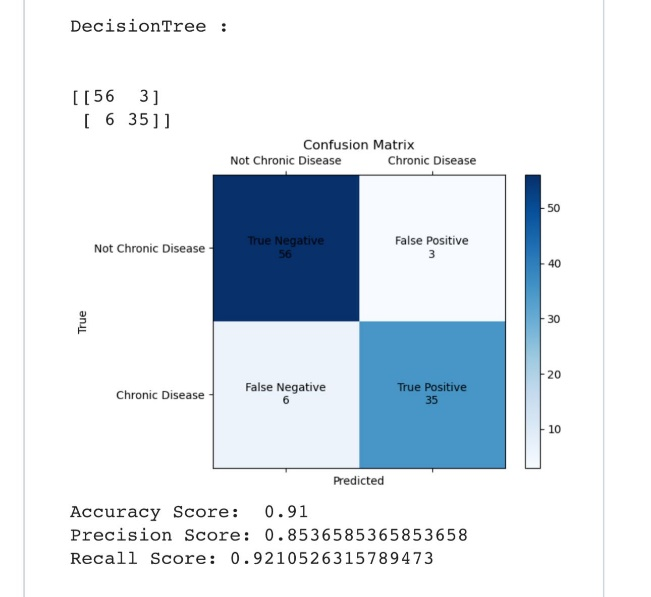 DecisionTree :
[[56 3]
[ 6 35]]
Confusion Matrix
Not Chronic Disease Chronic Disease
50
True Negative
56
False Positive
3
Not Chronic Disease
40
30
True
20
False Negative
6
True Positive
35
Chronic Disease
10
Predicted
Accuracy Score: 0.91
Precision Score: 0.8536585365853658
Recall Score: 0.9210526315789473